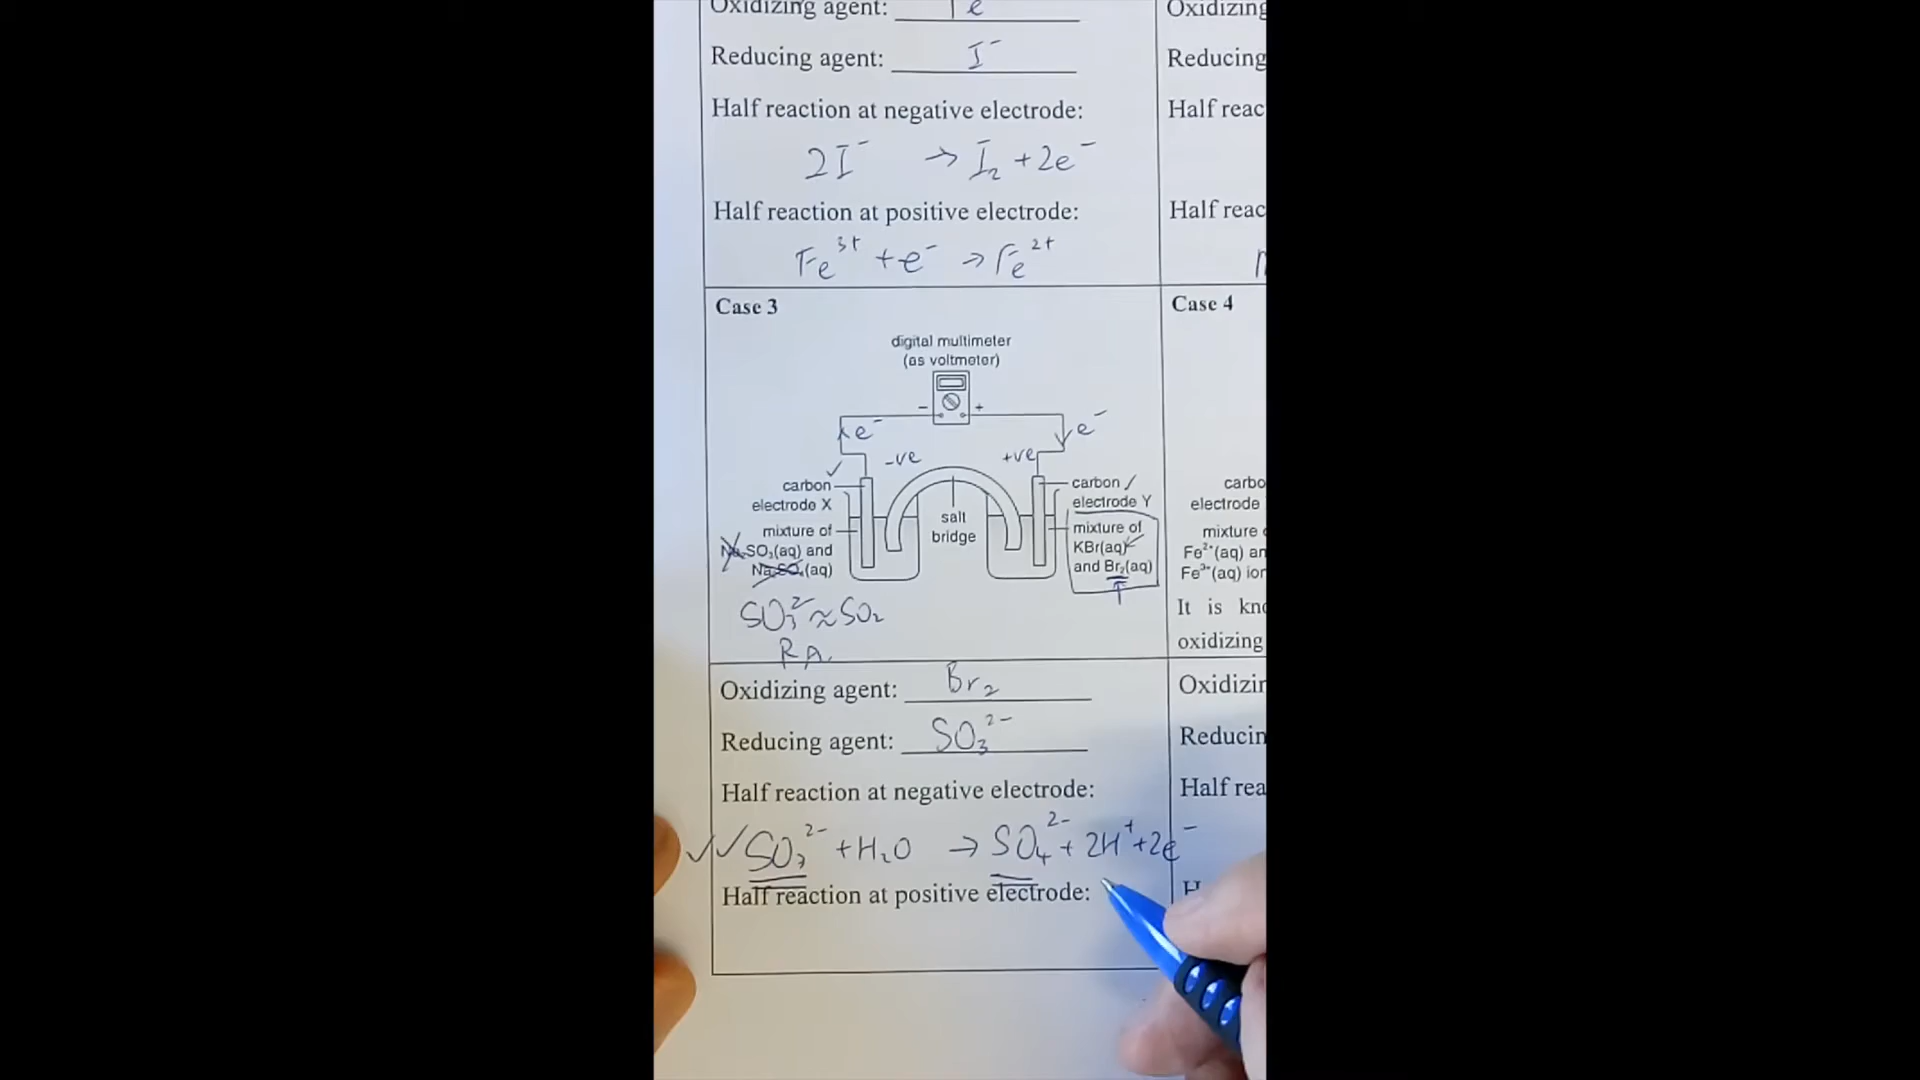 Oxidizing agent: Fe
Oxidizing
Reducing agent: I⁻
Reducing
Half reaction at negative electrode:
Half reac
2I⁻ → I₂ + 2e⁻
Half reaction at positive electrode:
Half reac
Fe³⁺ + e⁻ → Fe²⁺
Case 3
Case 4
digital multimeter
(as voltmeter)
− +
e⁻
e⁻
-ve
+ve
carbon
electrode X
mixture of
SO₃(aq) and
Na₂SO₄(aq)
salt
bridge
carbon
electrode Y
mixture of
KBr(aq)
and Br₂(aq)
SO₃²⁻ ≈ SO₂
RA.
carbo
electrode
mixture
Fe²⁺(aq) an
Fe³⁺(aq) ion
It is kno
oxidizing
Oxidizing agent: Br₂
Oxidizin
Reducing agent: SO₃²⁻
Reducin
Half reaction at negative electrode:
Half rea
✓✓ SO₃²⁻ + H₂O → SO₄²⁻ + 2H⁺ + 2e⁻
Half reaction at positive electrode:
H